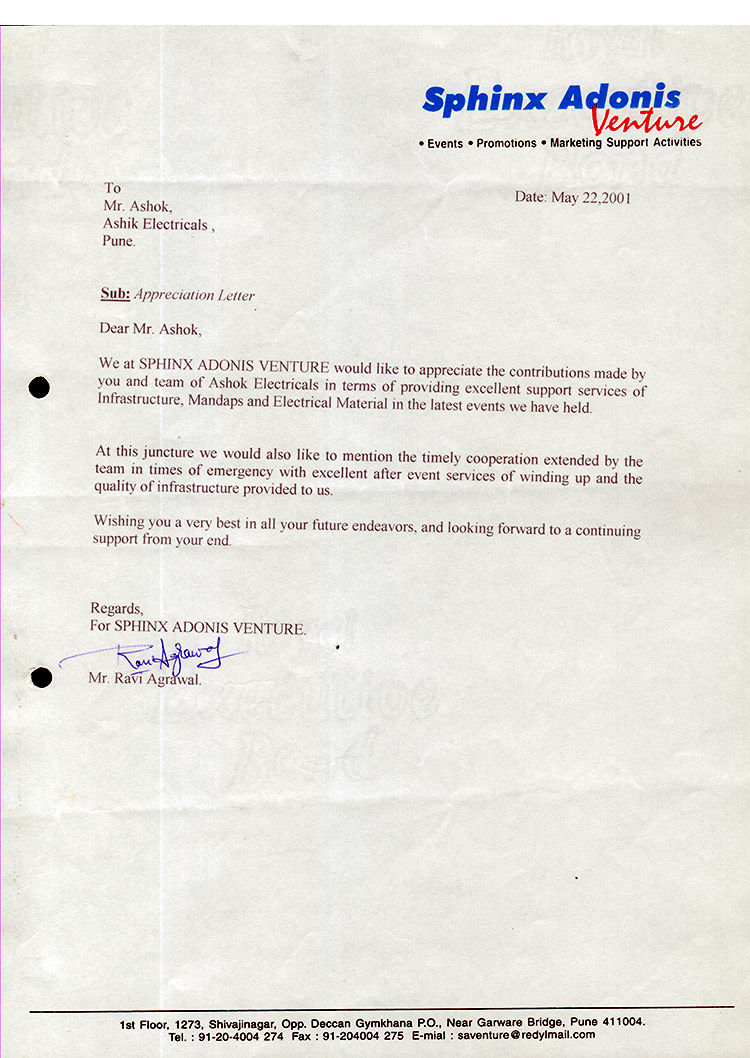 Sphinx Adonis
Venture
• Events • Promotions • Marketing Support Activities
To
Mr. Ashok,
Ashik Electricals ,
Pune.
Date: May 22,2001
Sub: Appreciation Letter
Dear Mr. Ashok,
We at SPHINX ADONIS VENTURE would like to appreciate the contributions made by
you and team of Ashok Electricals in terms of providing excellent support services of
Infrastructure, Mandaps and Electrical Material in the latest events we have held.
At this juncture we would also like to mention the timely cooperation extended by the
team in times of emergency with excellent after event services of winding up and the
quality of infrastructure provided to us.
Wishing you a very best in all your future endeavors, and looking forward to a continuing
support from your end.
Regards,
For SPHINX ADONIS VENTURE.
Ravi Agrawal
Mr. Ravi Agrawal.
1st Floor, 1273, Shivajinagar, Opp. Deccan Gymkhana P.O., Near Garware Bridge, Pune 411004.
Tel. : 91-20-4004 274 Fax : 91-204004 275 E-mial : saventure@redylmail.com